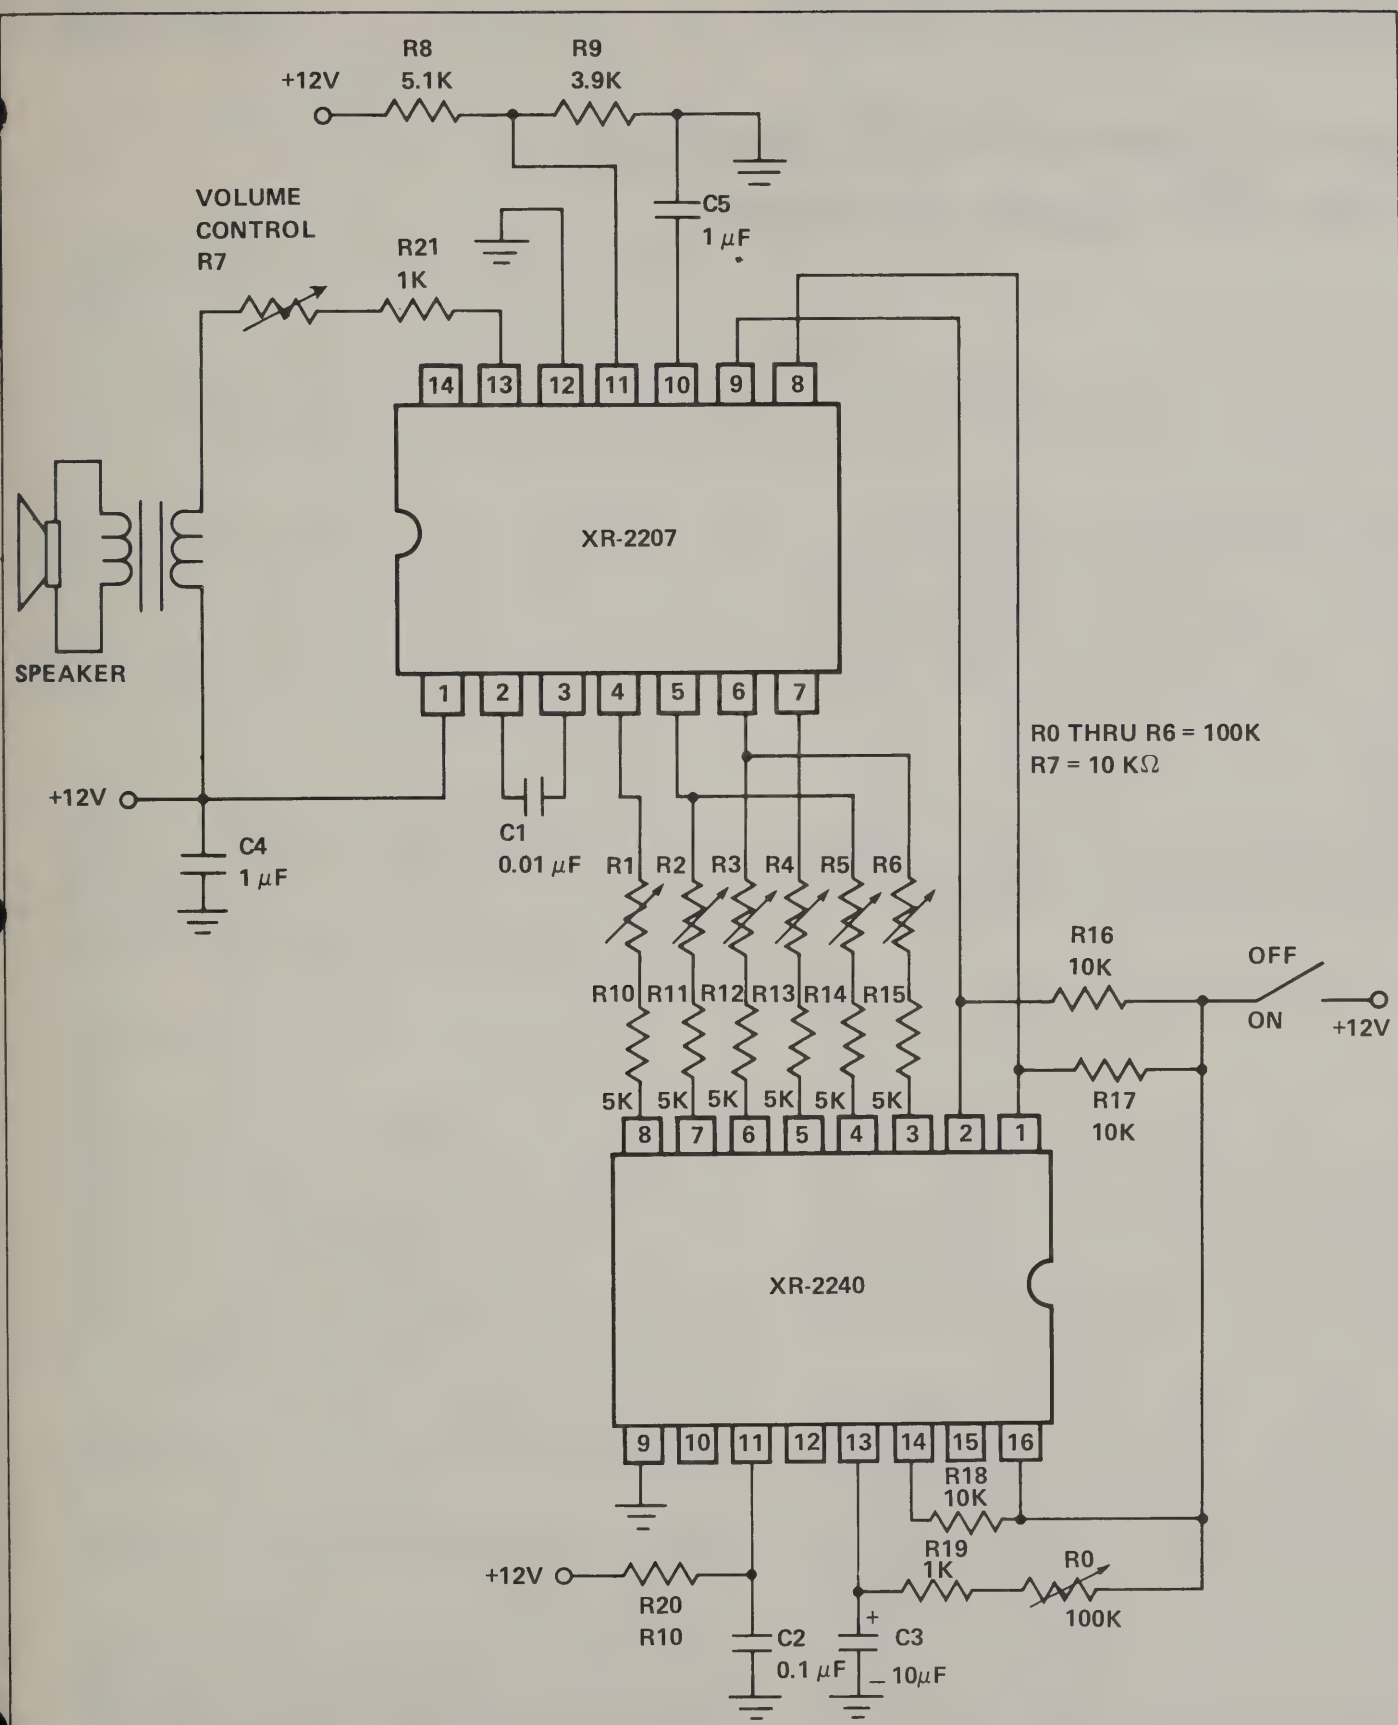 R8
5.1K
R9
3.9K
+12V
VOLUME
CONTROL
R7
R21
1K
C5
1 μF
14 13 12 11 10 9 8
XR-2207
SPEAKER
1 2 3 4 5 6 7
R0 THRU R6 = 100K
R7 = 10 KΩ
+12V
C4
1 μF
C1
0.01 μF
R1 R2 R3 R4 R5 R6
R16
10K
OFF
ON
+12V
R10 R11 R12 R13 R14 R15
5K 5K 5K 5K 5K 5K
R17
10K
8 7 6 5 4 3 2 1
XR-2240
9 10 11 12 13 14 15 16
R18
10K
R19
1K
R0
100K
+12V
R20
R10
C2
0.1 μF
+
C3
– 10μF